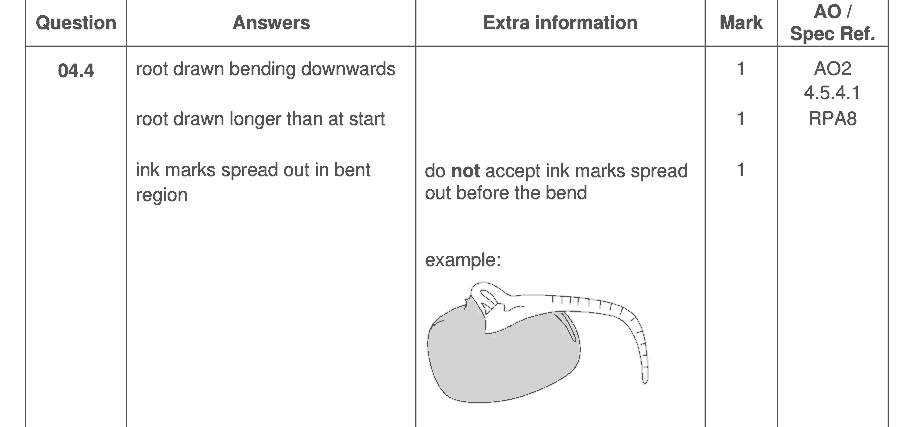 Question Answers Extra information Mark AO /
Spec Ref.
04.4 root drawn bending downwards 1 AO2
4.5.4.1
root drawn longer than at start 1 RPA8
ink marks spread out in bent do not accept ink marks spread 1
region out before the bend
example: